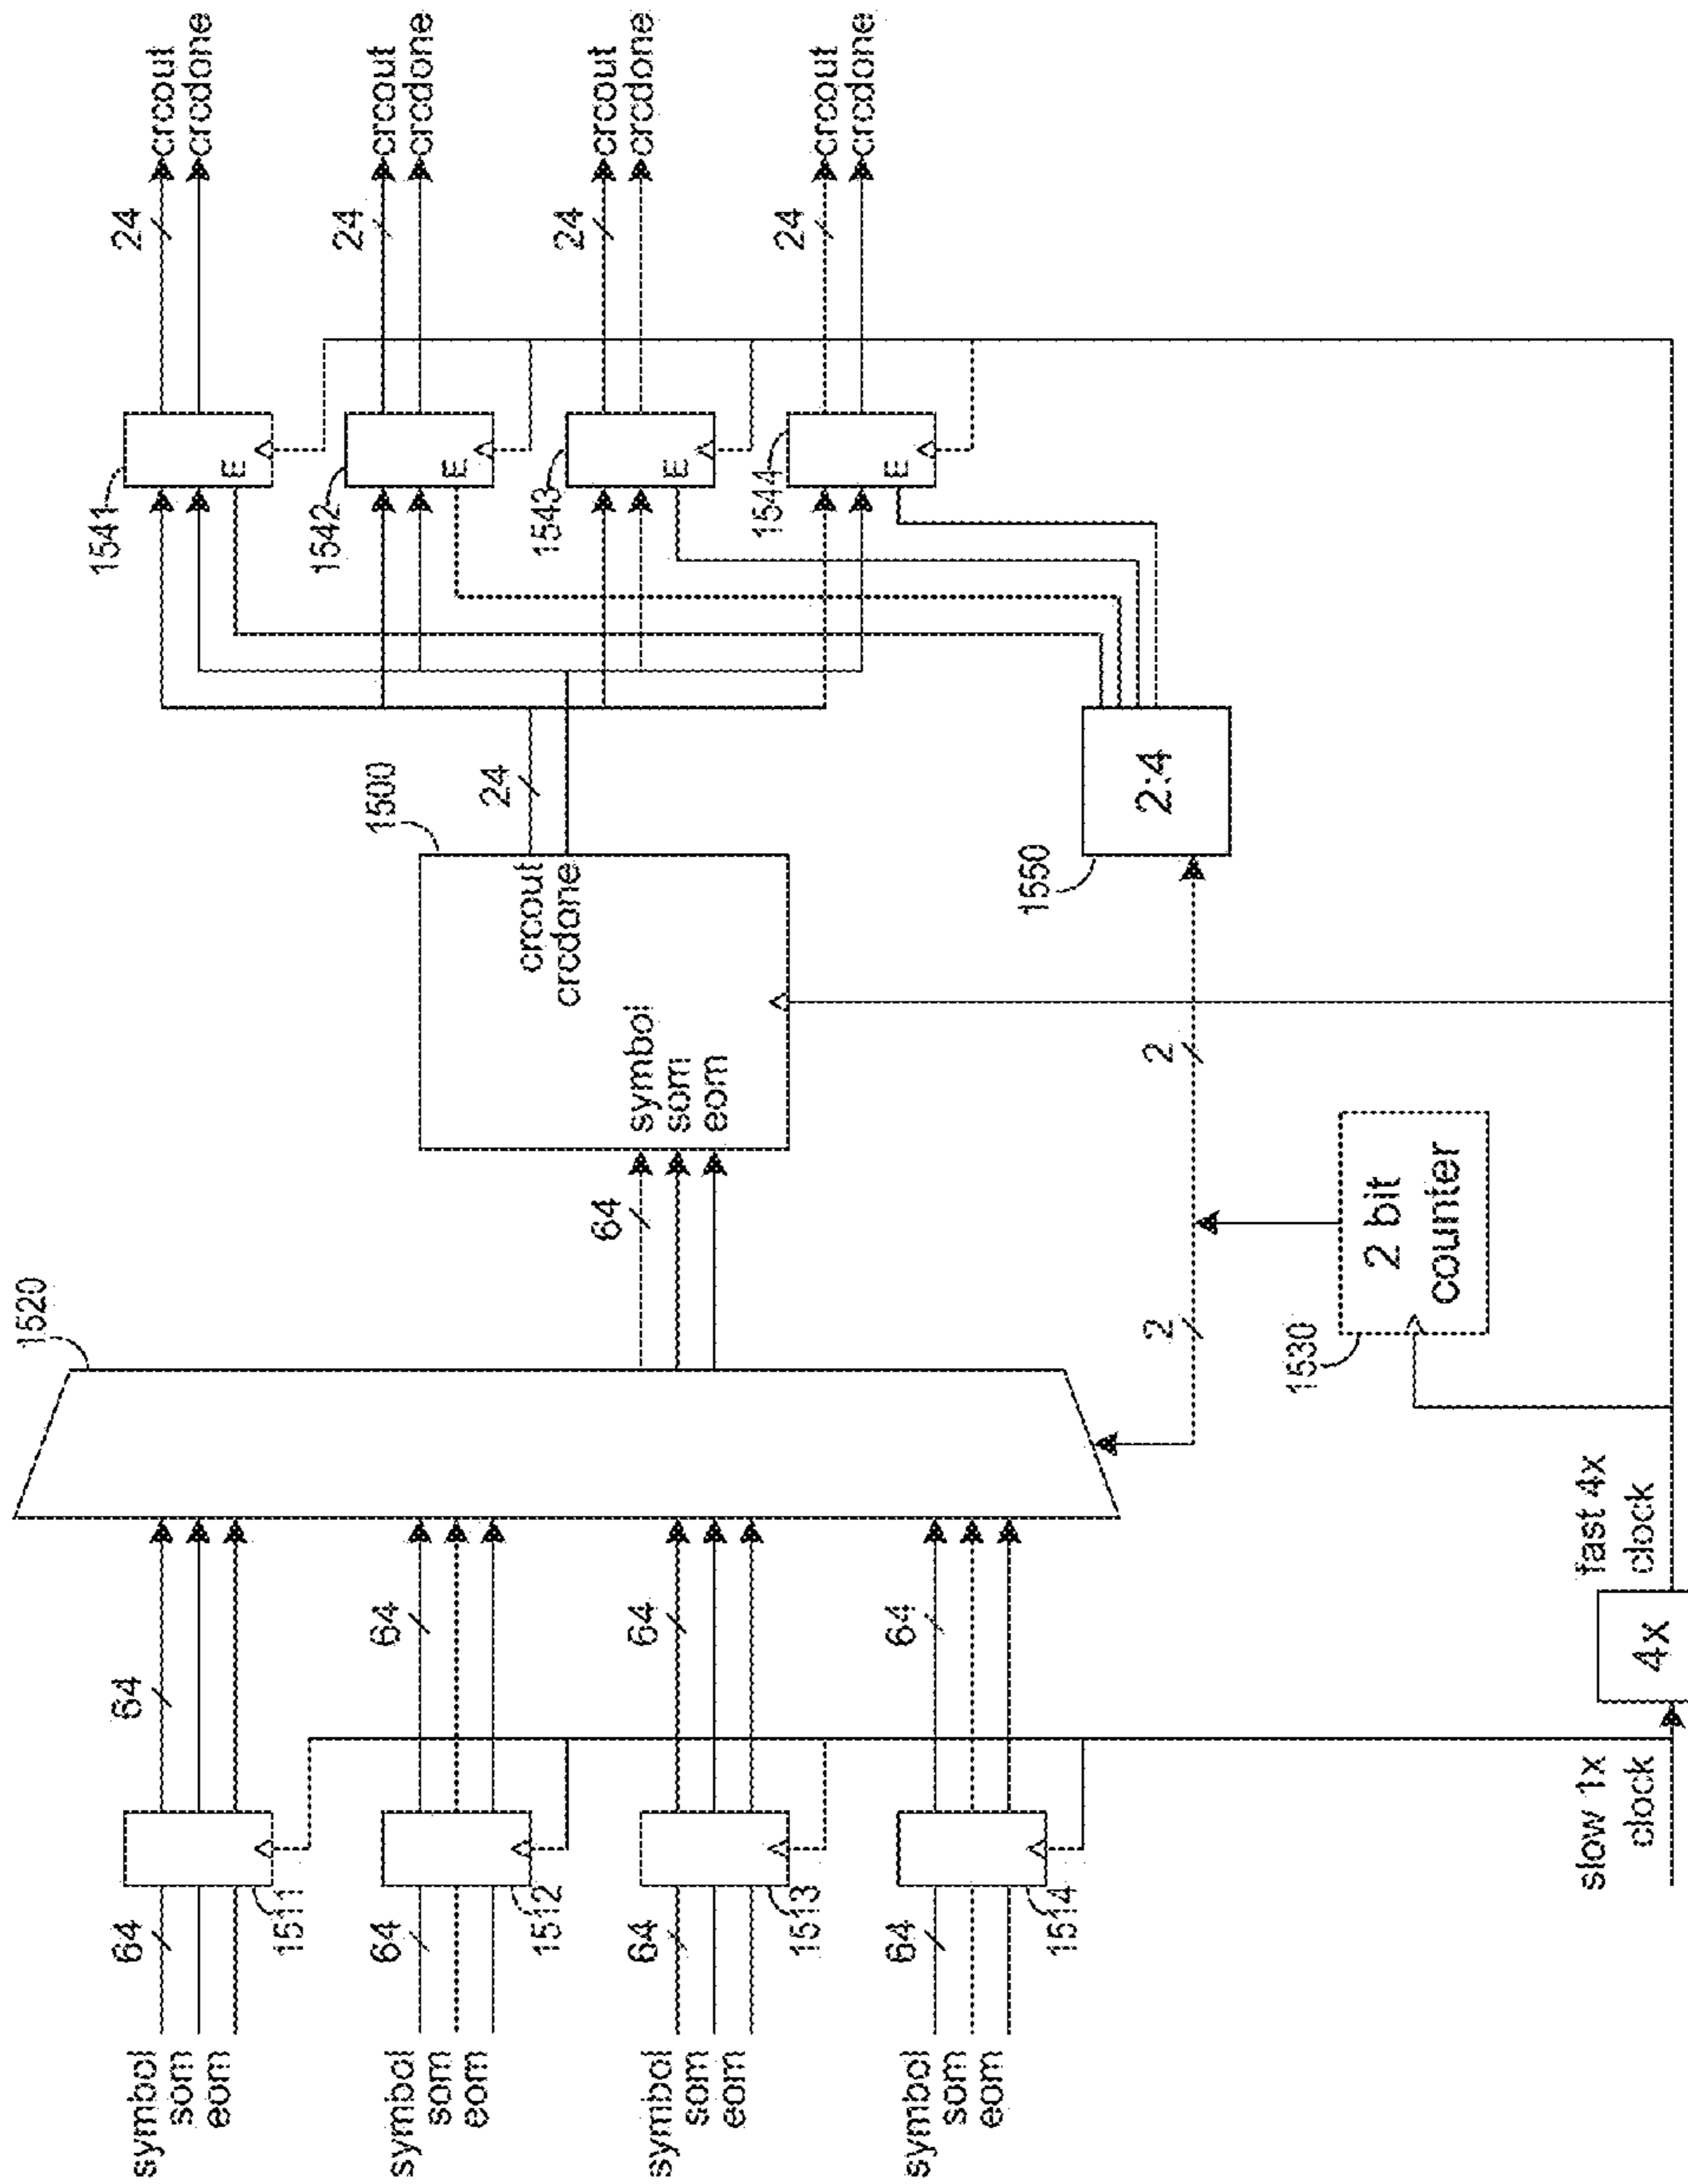 symbol
som
eom
64
1511
64
symbol
som
eom
64
1512
64
symbol
som
eom
64
1513
64
symbol
som
eom
64
1514
64
slow 1x
clock
4x
fast 4x
clock
1520
64
symbol
som
eom
crcout
crcdone
1500
24
2
2
2 bit
counter
1530
2:4
1550
1541
E
24
crcout
crcdone
1542
E
24
crcout
crcdone
1543
E
24
crcout
crcdone
1544
E
24
crcout
crcdone